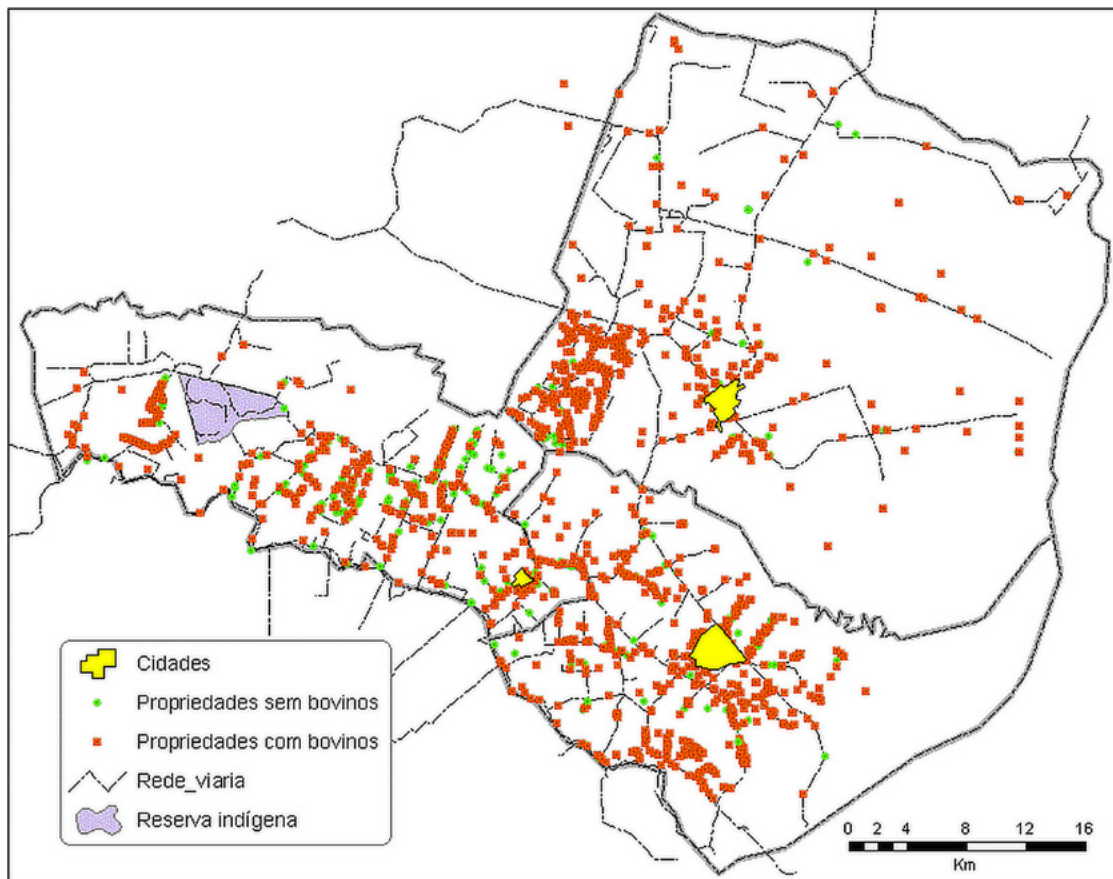 Cidades
Propriedades sem bovinos
Propriedades com bovinos
Rede_viaria
Reserva indígena
0 2 4 8 12 16
Km